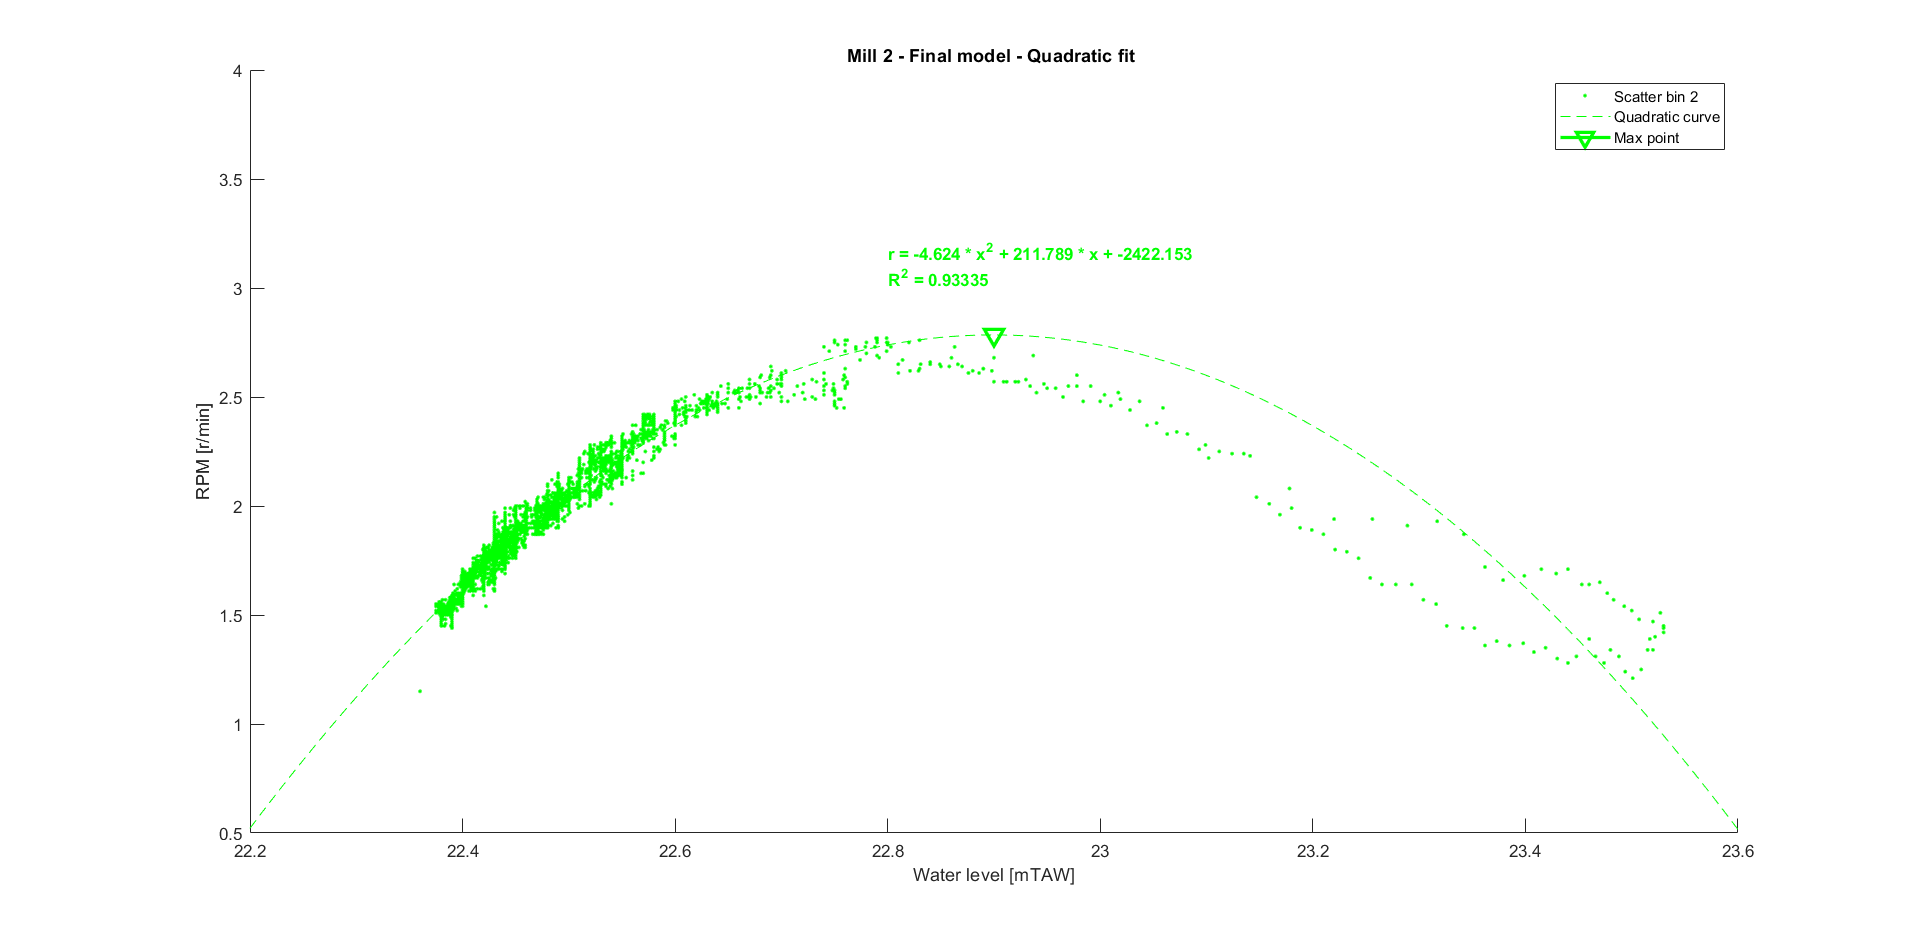 Mill 2 - Final model - Quadratic fit
4
3.5
3
2.5
2
1.5
1
0.5
RPM [r/min]
Scatter bin 2
Quadratic curve
Max point
r = -4.624 * x² + 211.789 * x + -2422.153
R² = 0.93335
22.2 22.4 22.6 22.8 23 23.2 23.4 23.6
Water level [mTAW]